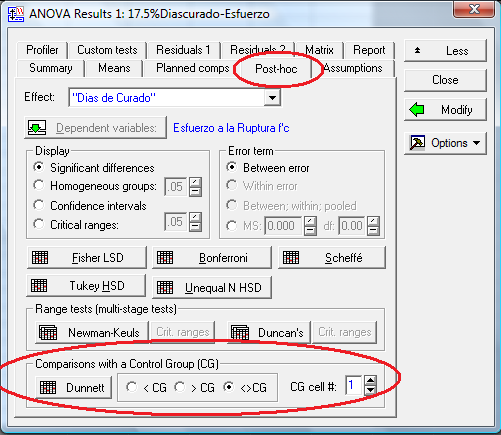 ANOVA Results 1: 17.5%Diascurado-Esfuerzo
Profiler Custom tests Residuals 1 Residuals 2 Matrix Report
Summary Means Planned comps Post-hoc Assumptions
Less
Close
Modify
Options
Effect: "Dias de Curado"
Dependent variables: Esfuerzo a la Ruptura f'c
Display
Significant differences
Homogeneous groups: .05
Confidence intervals
Critical ranges: .05
Error term
Between error
Within error
Between; within; pooled
MS: 0.000 df: 0.00
Fisher LSD Bonferroni Scheffé
Tukey HSD Unequal N HSD
Range tests (multi-stage tests)
Newman-Keuls Crit. ranges Duncan's Crit. ranges
Comparisons with a Control Group (CG)
Dunnett < CG > CG <>CG CG cell #: 1